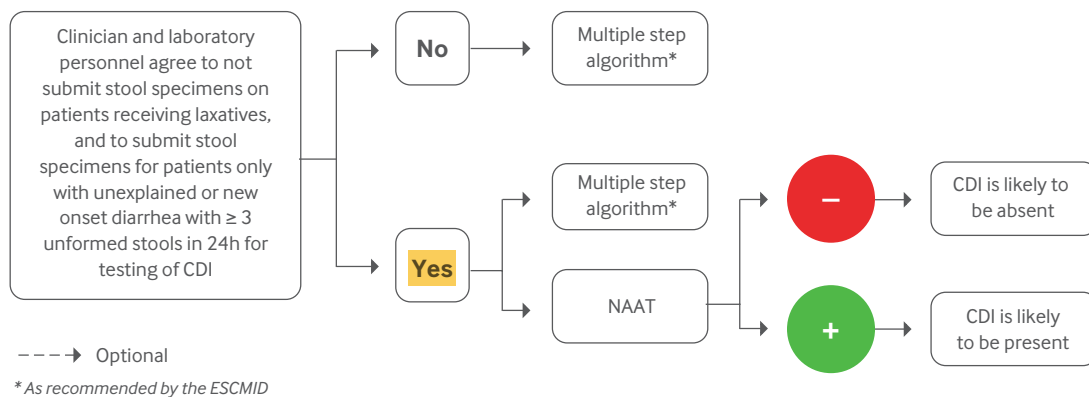 Clinician and laboratory
personnel agree to not
submit stool specimens on
patients receiving laxatives,
and to submit stool
specimens for patients only
with unexplained or new
onset diarrhea with ≥ 3
unformed stools in 24h for
testing of CDI
No
Multiple step
algorithm*
Yes
Multiple step
algorithm*
NAAT
−
CDI is likely to
be absent
+
CDI is likely
to be present
Optional
* As recommended by the ESCMID